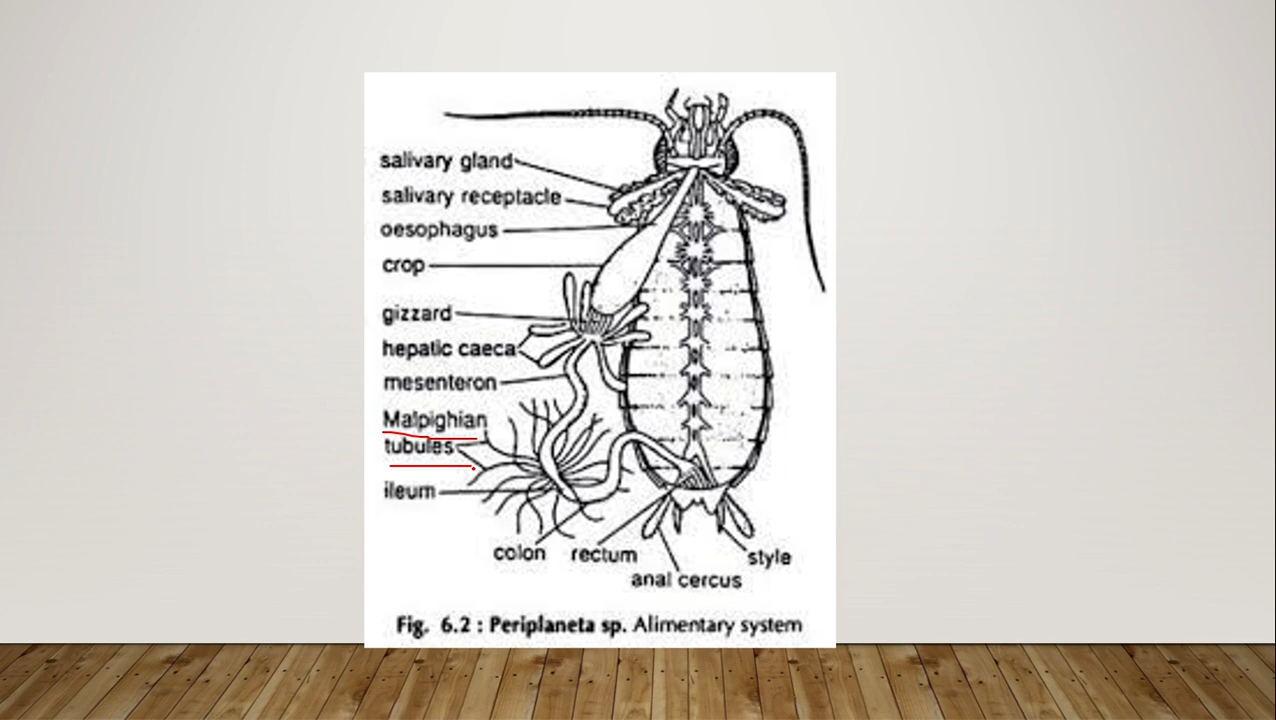 salivary gland
salivary receptacle
oesophagus
crop
gizzard
hepatic caeca
mesenteron
Malpighian
tubules
ileum
colon
rectum
style
anal cercus
Fig. 6.2 : Periplaneta sp. Alimentary system